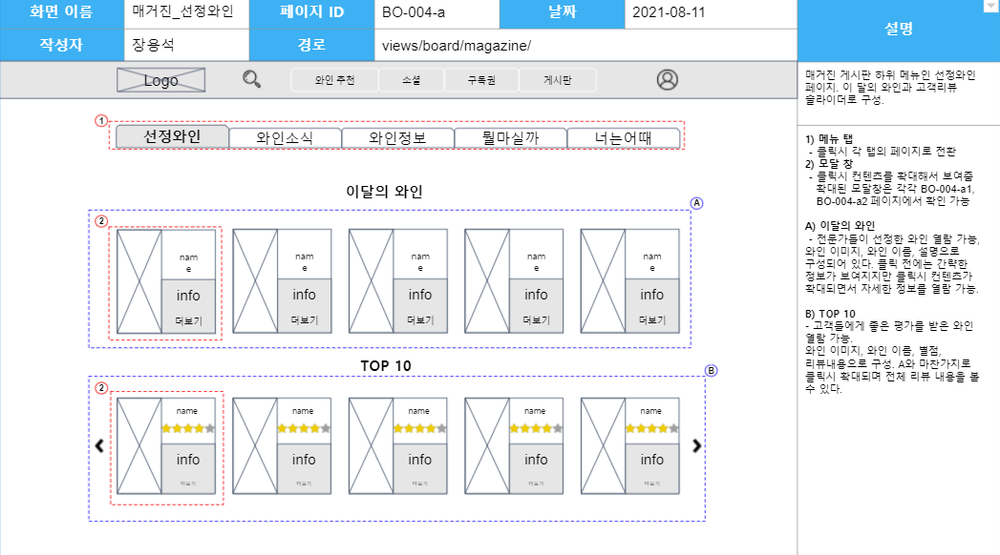 화면 이름 매거진_선정와인 페이지 ID BO-004-a 날짜 2021-08-11
작성자 장용석 경로 views/board/magazine/
설명
Logo 와인 추천 소셜 구독권 게시판
1
선정와인 와인소식 와인정보 뭘마실까 너는어때
이달의 와인
A
2
nam nam nam nam nam
e e e e e
info info info info info
더보기 더보기 더보기 더보기 더보기
TOP 10
B
2
name name name name name
info info info info info
더보기 더보기 더보기 더보기 더보기
매거진 게시판 하위 메뉴인 선정와인
페이지. 이 달의 와인과 고객리뷰
슬라이더로 구성.
1) 메뉴 탭
- 클릭시 각 탭의 페이지로 전환
2) 모달 창
- 클릭시 컨텐츠를 확대해서 보여줌
확대된 모달창은 각각 BO-004-a1,
BO-004-a2 페이지에서 확인 가능
A) 이달의 와인
- 전문가들이 선정한 와인 열람 가능,
와인 이미지, 와인 이름, 설명으로
구성되어 있다. 클릭 전에는 간략한
정보가 보여지지만 클릭시 컨텐츠가
확대되면서 자세한 정보를 열람 가능.
B) TOP 10
- 고객들에게 좋은 평가를 받은 와인
열람 가능.
와인 이미지, 와인 이름, 별점,
리뷰내용으로 구성. A와 마찬가지로
클릭시 확대되며 전체 리뷰 내용을 볼
수 있다.